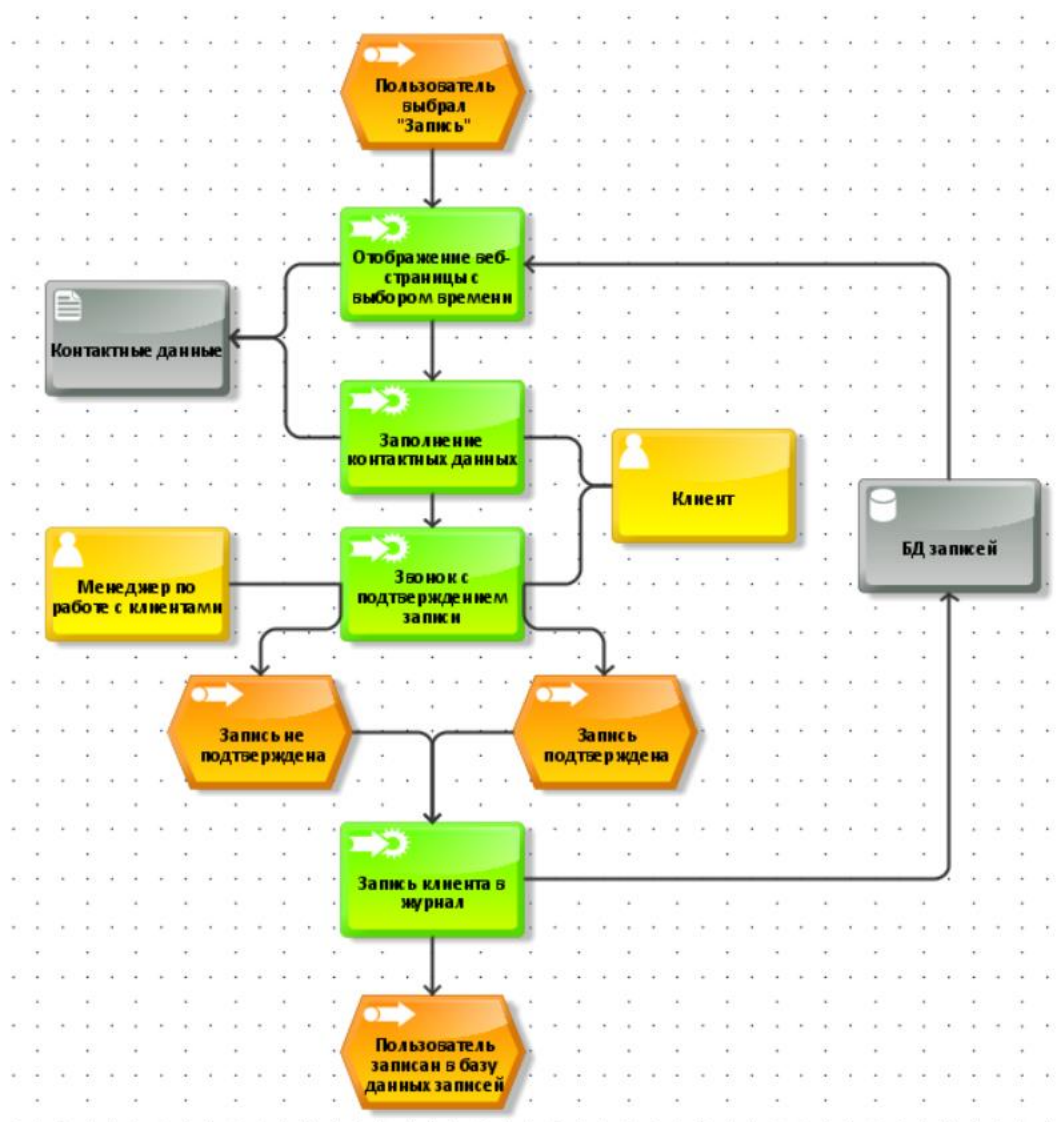 Пользователь
выбрал
"Запись"
Отображение веб-
страницы с
выбором времени
Контактные данные
Заполнение
контактных данных
Клиент
БД записей
Менеджер по
работе с клиентами
Звонок с
подтверждением
записи
Запись не
подтверждена
Запись
подтверждена
Запись клиента в
журнал
Пользователь
записан в базу
данных записей